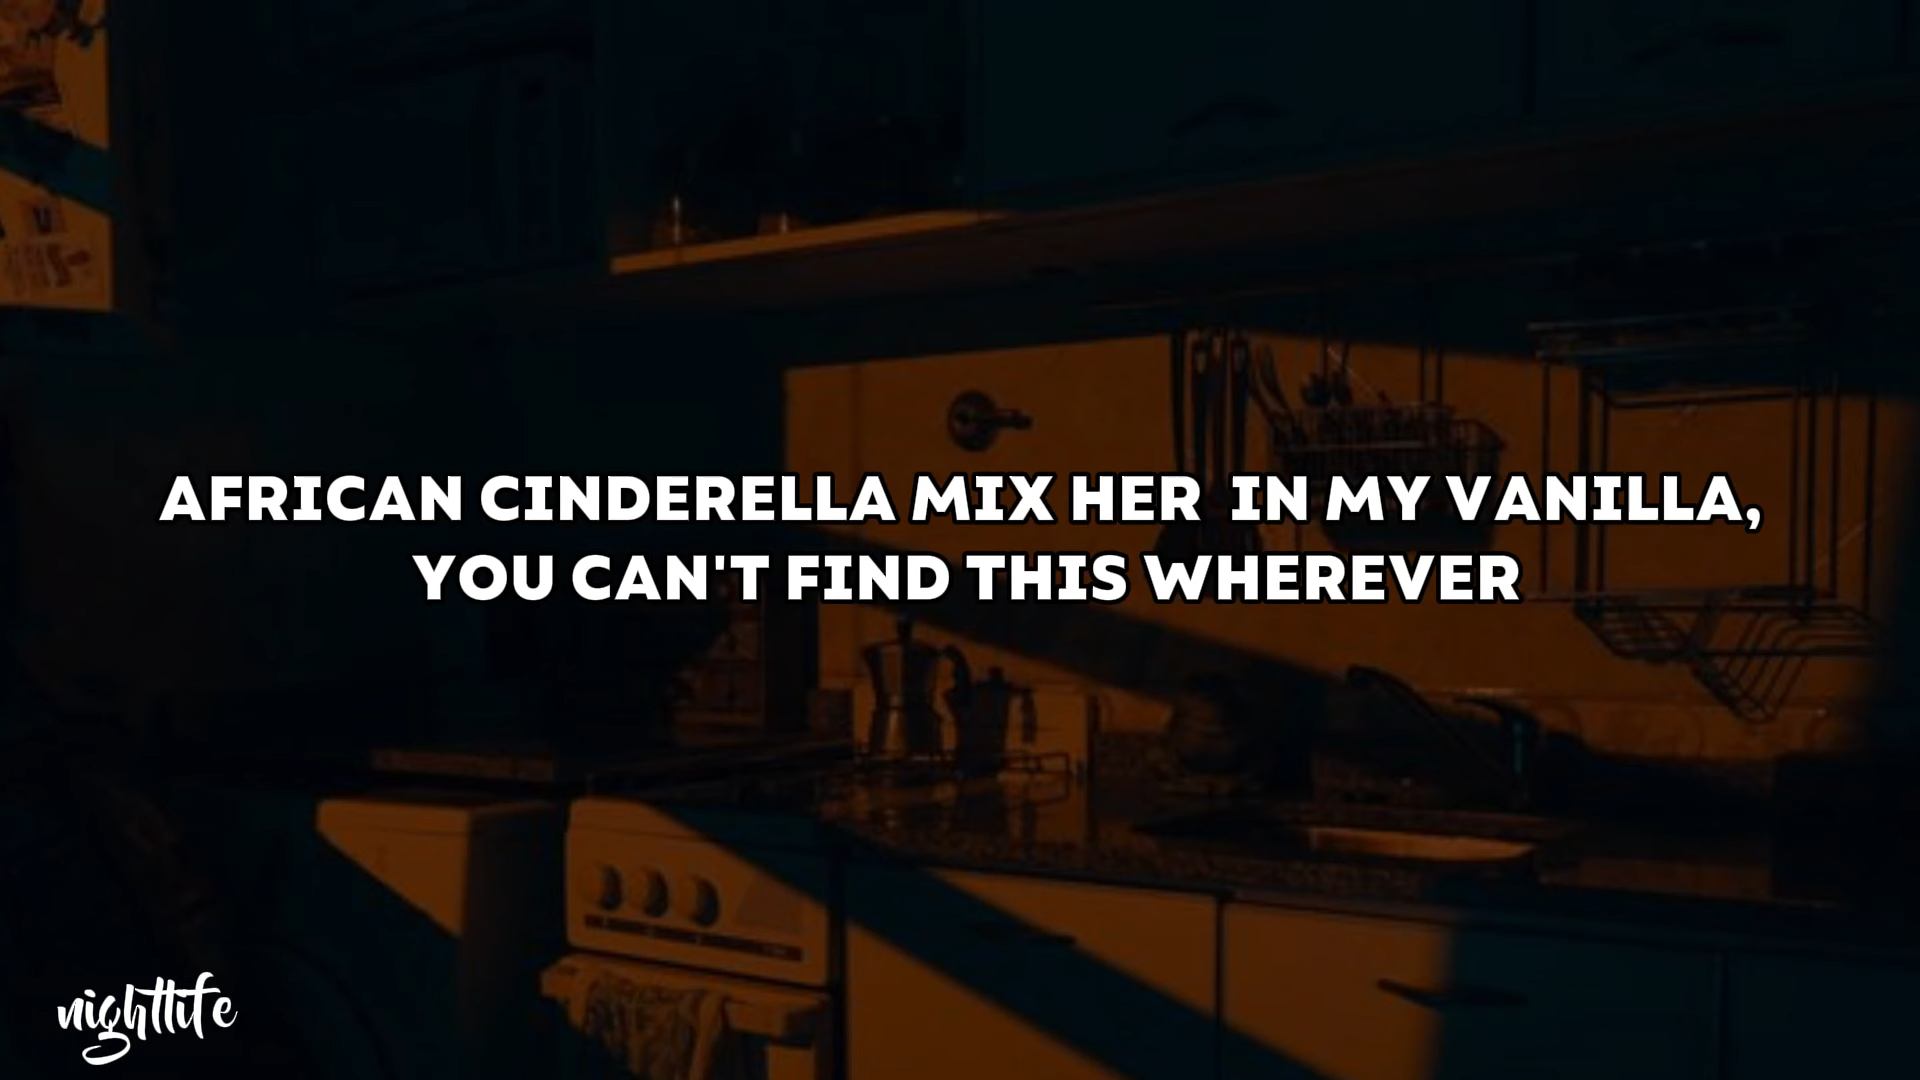 AFRICAN CINDERELLA MIX HER  IN MY VANILLA,
YOU CAN'T FIND THIS WHEREVER
nightlife